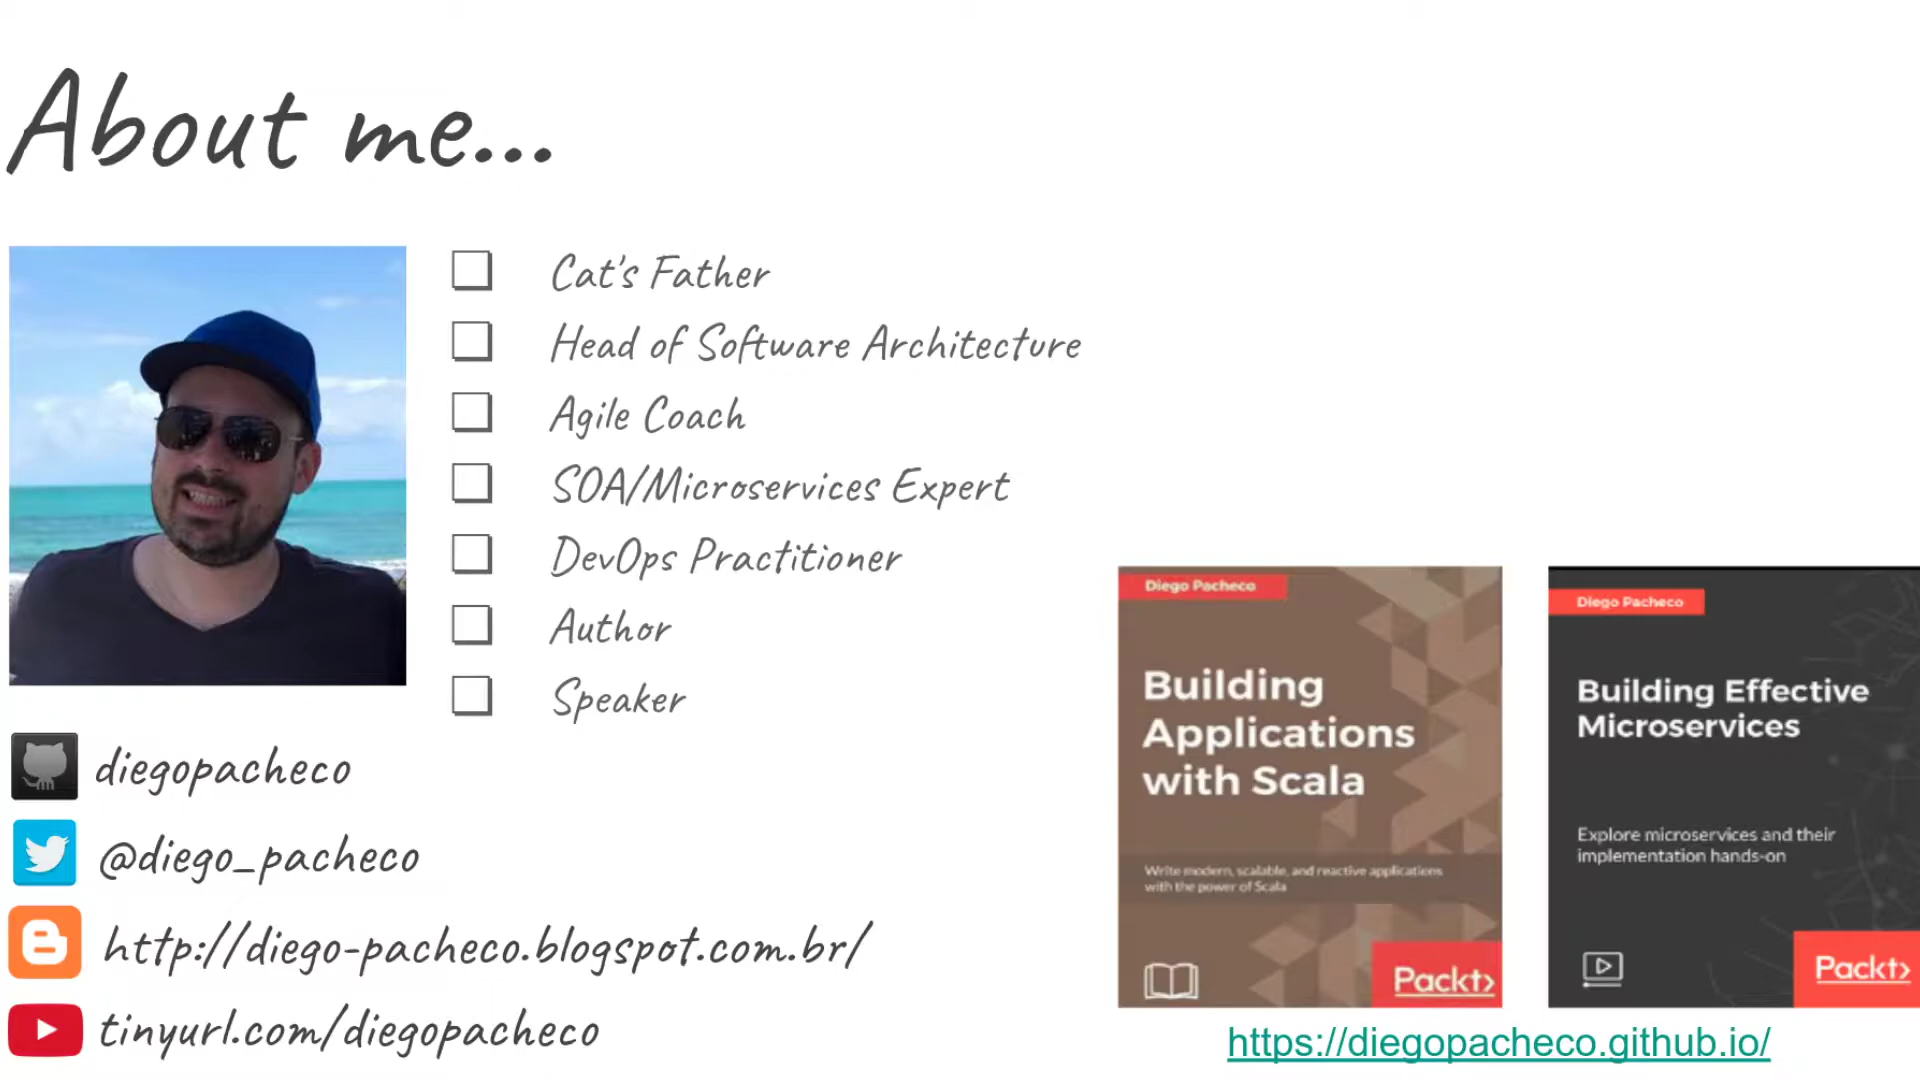 About me...
Cat's Father
Head of Software Architecture
Agile Coach
SOA/Microservices Expert
DevOps Practitioner
Author
Speaker
diegopacheco
@diego_pacheco
http://diego-pacheco.blogspot.com.br/
tinyurl.com/diegopacheco
Diego Pacheco
Building
Applications
with Scala
Write modern, scalable, and reactive applications
with the power of Scala
Packt>
Diego Pacheco
Building Effective
Microservices
Explore microservices and their
implementation hands-on
Packt>
https://diegopacheco.github.io/